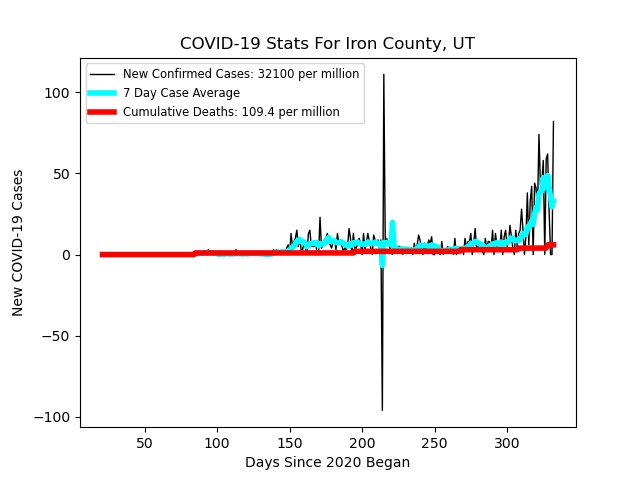 COVID-19 Stats For Iron County, UT
New Confirmed Cases: 32100 per million
7 Day Case Average
Cumulative Deaths: 109.4 per million
New COVID-19 Cases
100
50
0
−50
−100
50 100 150 200 250 300
Days Since 2020 Began